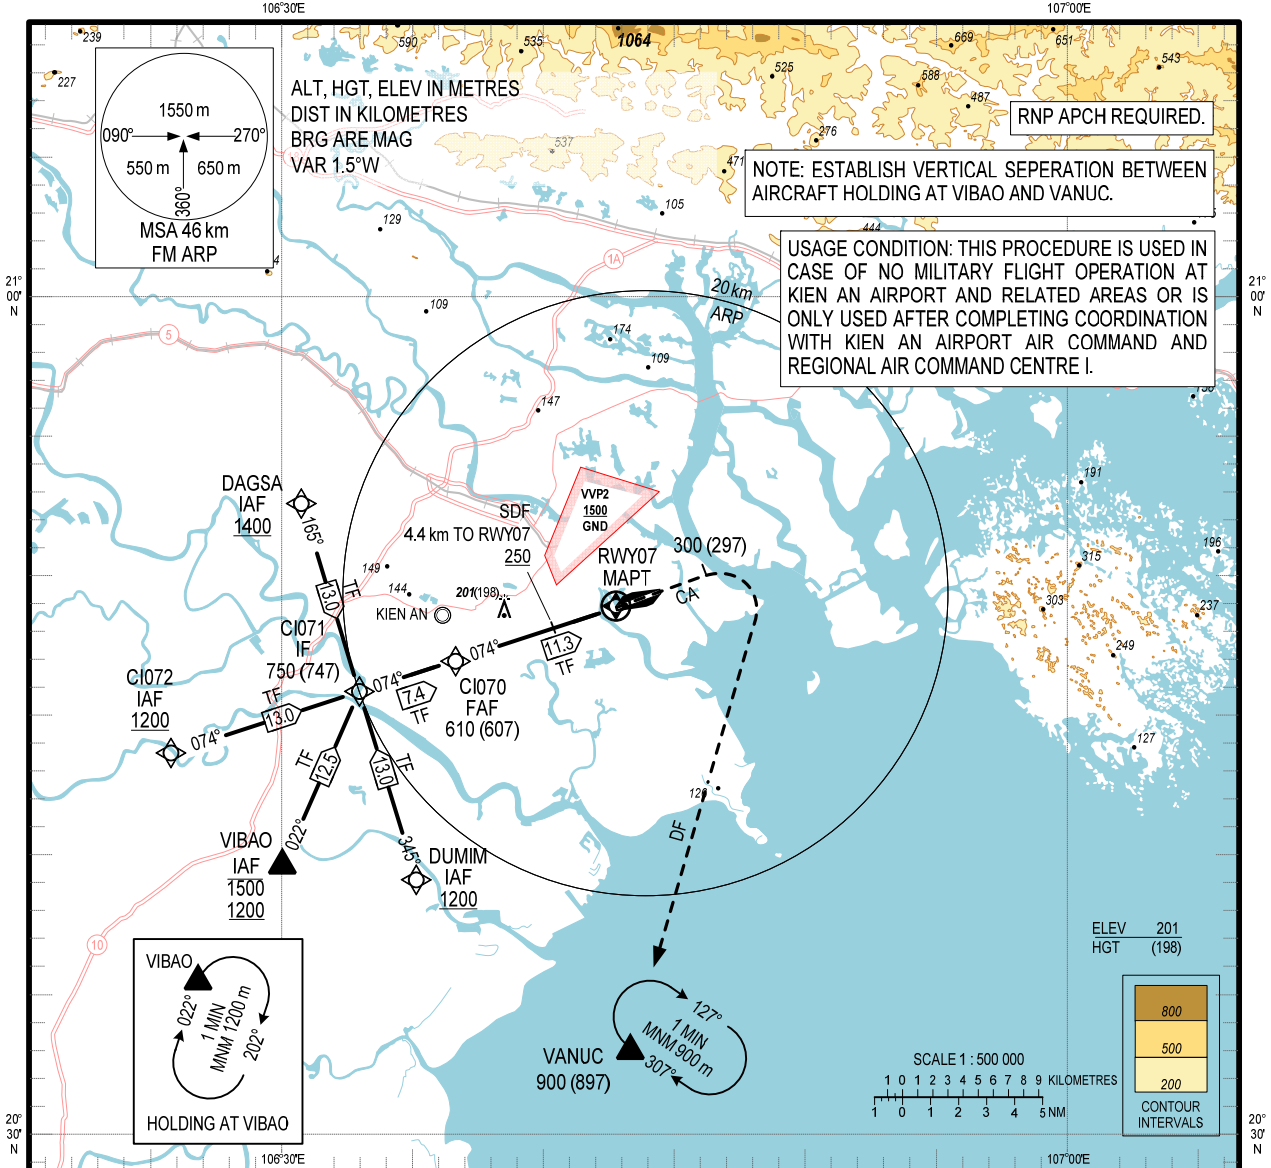 106°30'E
107°00'E
239
590
535
1064
669
651
543
227
525
588
487
276
537
471
1550 m
090°
270°
550 m
650 m
360°
MSA 46 km
FM ARP
ALT, HGT, ELEV IN METRES
DIST IN KILOMETRES
BRG ARE MAG
VAR 1.5°W
RNP APCH REQUIRED.
NOTE: ESTABLISH VERTICAL SEPERATION BETWEEN
AIRCRAFT HOLDING AT VIBAO AND VANUC.
USAGE CONDITION: THIS PROCEDURE IS USED IN
CASE OF NO MILITARY FLIGHT OPERATION AT
KIEN AN AIRPORT AND RELATED AREAS OR IS
ONLY USED AFTER COMPLETING COORDINATION
WITH KIEN AN AIRPORT AIR COMMAND AND
REGIONAL AIR COMMAND CENTRE I.
129
105
444
1A
21°
00'
N
21°
00'
N
20 km
ARP
109
174
109
5
147
191
196
315
303
237
249
127
DAGSA
IAF
1400
165°
13.0
TF
SDF
4.4 km TO RWY07
250
VVP2
1500
GND
RWY07
MAPT
300 (297)
CA
149
144
201(198)
KIEN AN
CI071
IF
750 (747)
074°
7.4
TF
074°
11.3
TF
CI070
FAF
610 (607)
CI072
IAF
1200
074°
13.0
TF
TF
12.5
022°
TF
13.0
345°
VIBAO
IAF
1500
1200
DUMIM
IAF
1200
DF
10
VIBAO
022°
1 MIN
MNM 1200 m
202°
HOLDING AT VIBAO
127°
1 MIN
MNM 900 m
307°
VANUC
900 (897)
ELEV 201
HGT (198)
800
500
200
CONTOUR
INTERVALS
SCALE 1 : 500 000
1 0 1 2 3 4 5 6 7 8 9 KILOMETRES
1 0 1 2 3 4 5 NM
20°
30'
N
20°
30'
N
106°30'E
107°00'E